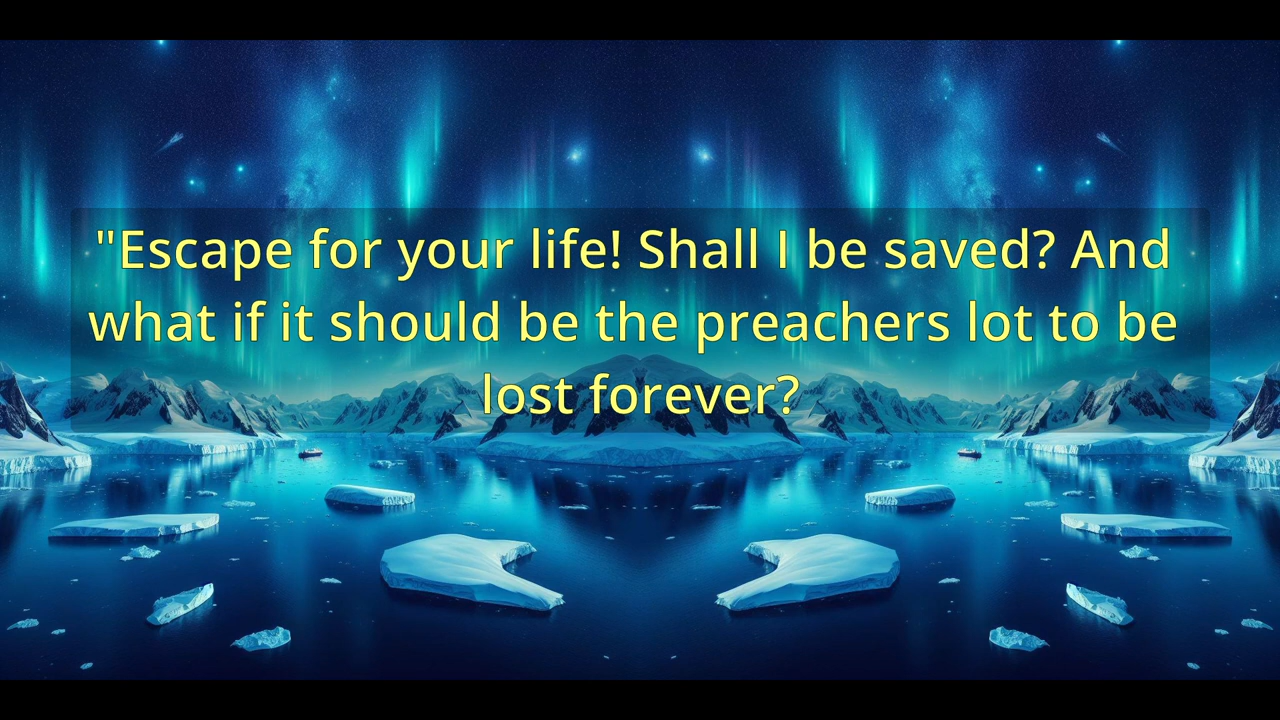 "Escape for your life! Shall I be saved? And
what if it should be the preachers lot to be
lost forever?